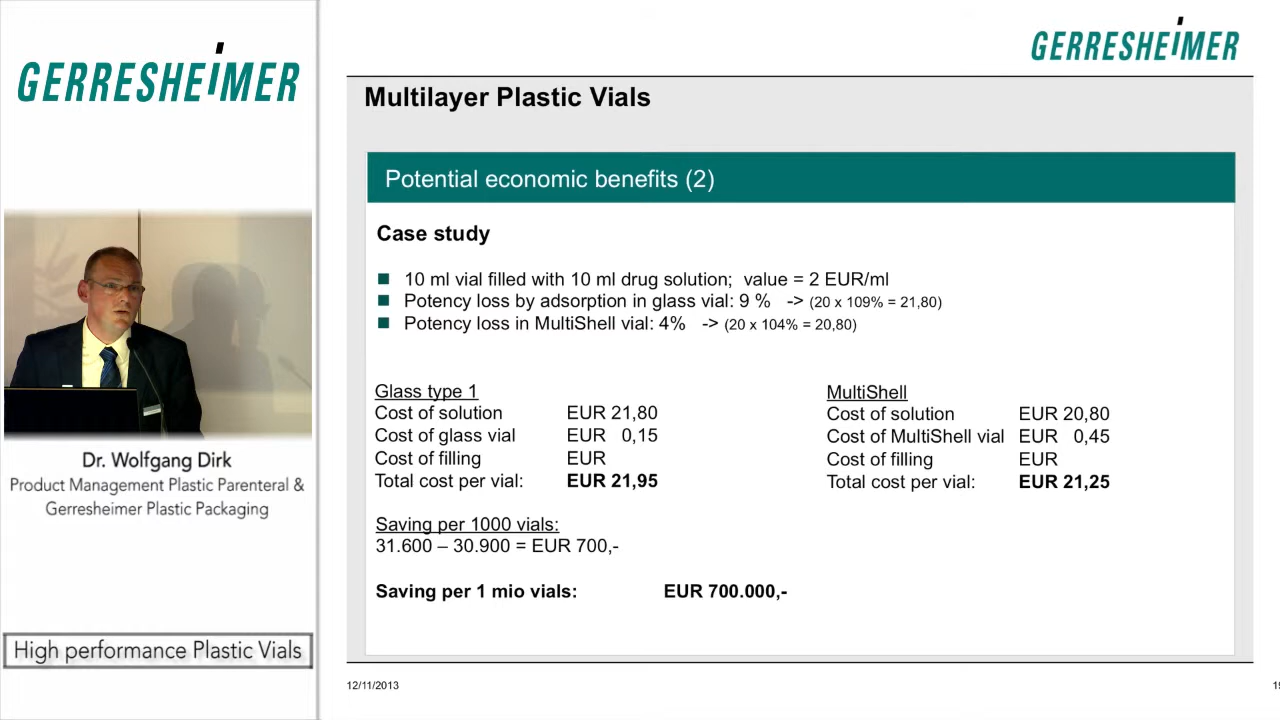 GERRESHEIMER
Dr. Wolfgang Dirk
Product Management Plastic Parenteral &
Gerresheimer Plastic Packaging
High performance Plastic Vials
GERRESHEIMER
Multilayer Plastic Vials
Potential economic benefits (2)
Case study
10 ml vial filled with 10 ml drug solution; value = 2 EUR/ml
Potency loss by adsorption in glass vial: 9 % -> (20 x 109% = 21,80)
Potency loss in MultiShell vial: 4% -> (20 x 104% = 20,80)
Glass type 1
Cost of solution EUR 21,80
Cost of glass vial EUR 0,15
Cost of filling EUR
Total cost per vial: EUR 21,95
MultiShell
Cost of solution EUR 20,80
Cost of MultiShell vial EUR 0,45
Cost of filling EUR
Total cost per vial: EUR 21,25
Saving per 1000 vials:
31.600 – 30.900 = EUR 700,-
Saving per 1 mio vials: EUR 700.000,-
12/11/2013